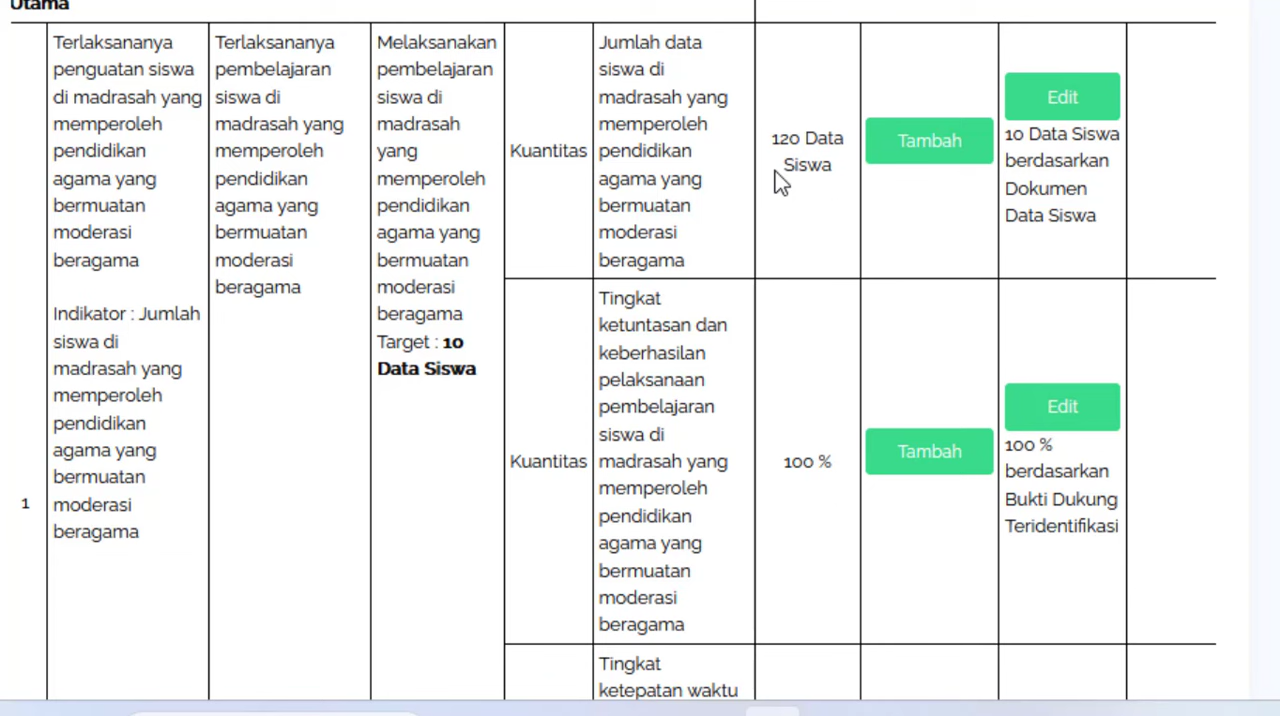 Utama
1
Terlaksananya
penguatan siswa
di madrasah yang
memperoleh
pendidikan
agama yang
bermuatan
moderasi
beragama
Indikator : Jumlah
siswa di
madrasah yang
memperoleh
pendidikan
agama yang
bermuatan
moderasi
beragama
Terlaksananya
pembelajaran
siswa di
madrasah yang
memperoleh
pendidikan
agama yang
bermuatan
moderasi
beragama
Melaksanakan
pembelajaran
siswa di
madrasah
yang
memperoleh
pendidikan
agama yang
bermuatan
moderasi
beragama
Target : 10
Data Siswa
Kuantitas
Jumlah data
siswa di
madrasah yang
memperoleh
pendidikan
agama yang
bermuatan
moderasi
beragama
120 Data
Siswa
Tambah
Edit
10 Data Siswa
berdasarkan
Dokumen
Data Siswa
Kuantitas
Tingkat
ketuntasan dan
keberhasilan
pelaksanaan
pembelajaran
siswa di
madrasah yang
memperoleh
pendidikan
agama yang
bermuatan
moderasi
beragama
100 %
Tambah
Edit
100 %
berdasarkan
Bukti Dukung
Teridentifikasi
Tingkat
ketepatan waktu